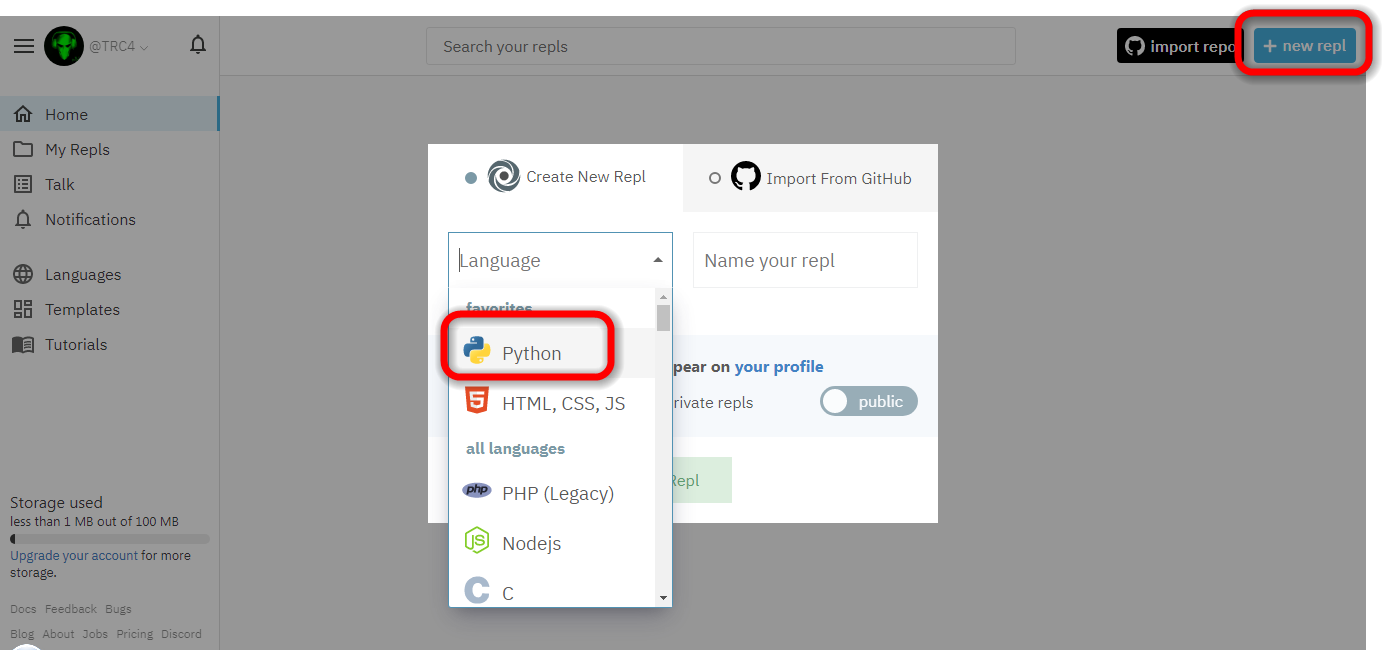 @TRC4
Search your repls
import repo
+ new repl
Home
My Repls
Talk
Notifications
Languages
Templates
Tutorials
Storage used
less than 1 MB out of 100 MB
Upgrade your account for more
storage.
Docs Feedback Bugs
Blog About Jobs Pricing Discord
Create New Repl
Import From GitHub
Language
Name your repl
favorites
Python
HTML, CSS, JS
all languages
php PHP (Legacy)
JS Nodejs
C C
pear on your profile
rivate repls
public
Repl